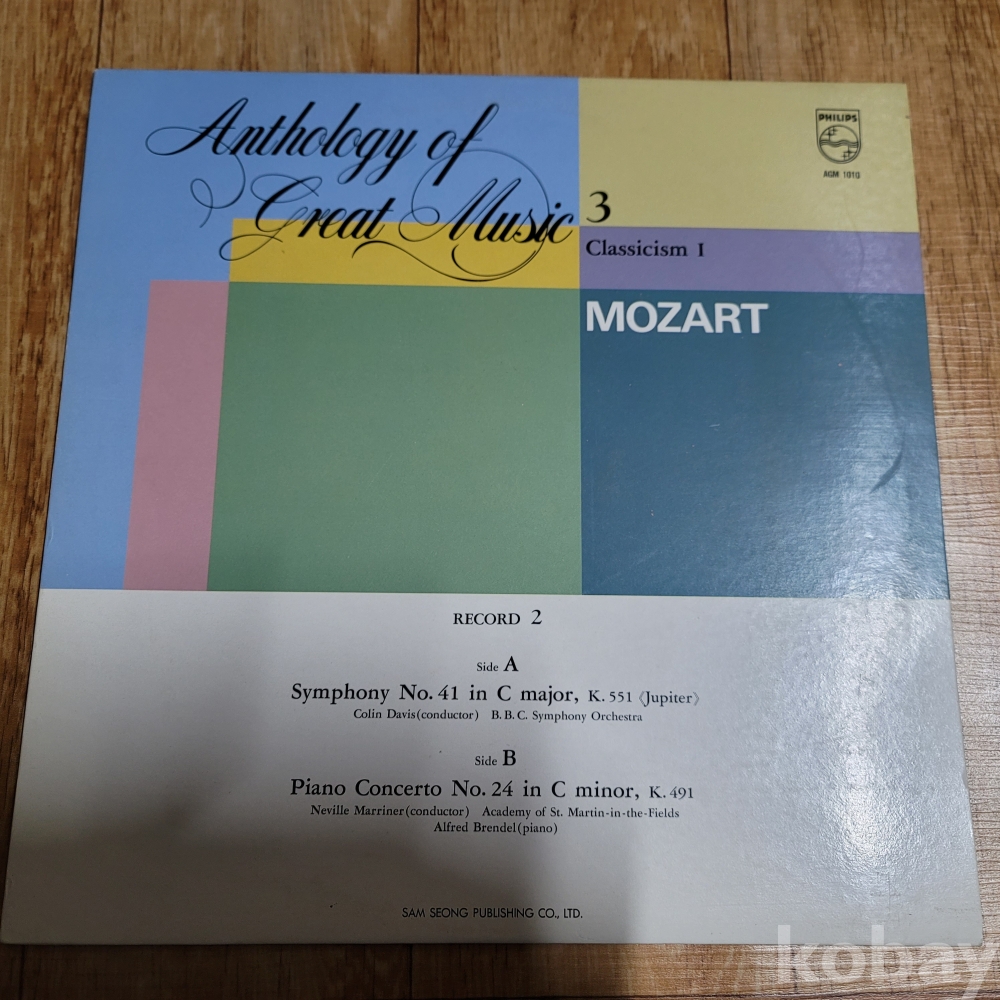 Anthology of
Great Music
3
Classicism I
MOZART
PHILIPS
AGM 1010
RECORD 2
Side A
Symphony No. 41 in C major, K. 551 《Jupiter》
Colin Davis(conductor) B.B.C. Symphony Orchestra
Side B
Piano Concerto No. 24 in C minor, K. 491
Neville Marriner(conductor) Academy of St. Martin-in-the-Fields
Alfred Brendel(piano)
SAM SEONG PUBLISHING CO., LTD.
kobay